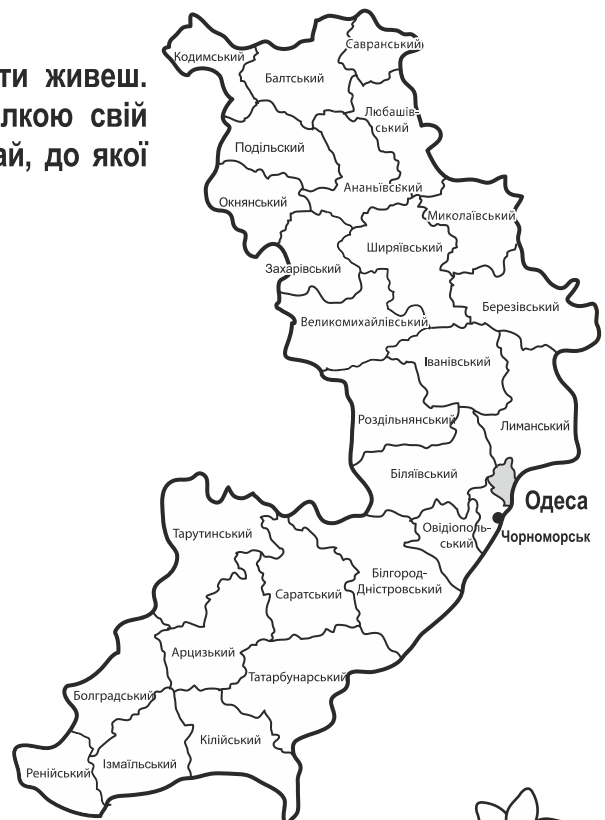 ти живеш.
лкою свій
ай, до якої
Кодимський
Савранський
Балтський
Любашів-
ський
Подільский
Ананьївський
Окнянський
Миколаївський
Ширяївський
Захарівський
Березівський
Великомихайлівський
Іванівський
Роздільнянський
Лиманський
Біляївський
Одеса
Овідіополь-
ський
Чорноморськ
Тарутинський
Білгород-
Дністровський
Саратський
Арцизький
Татарбунарський
Болградський
Кілійський
Ізмаїльський
Ренійський